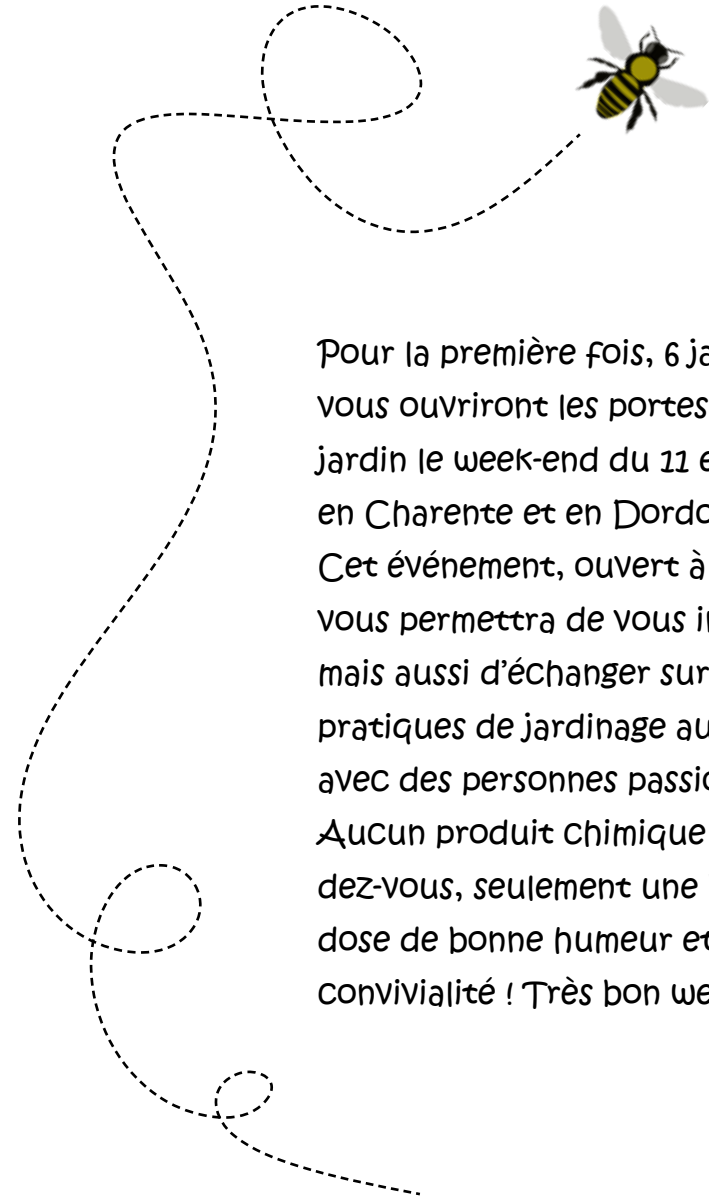 Pour la première fois, 6 ja
vous ouvriront les portes
jardin le week-end du 11 e
en Charente et en Dordo
Cet événement, ouvert à
vous permettra de vous in
mais aussi d’échanger sur
pratiques de jardinage au
avec des personnes passio
Aucun produit chimique
dez-vous, seulement une
dose de bonne humeur et
convivialité ! Très bon we